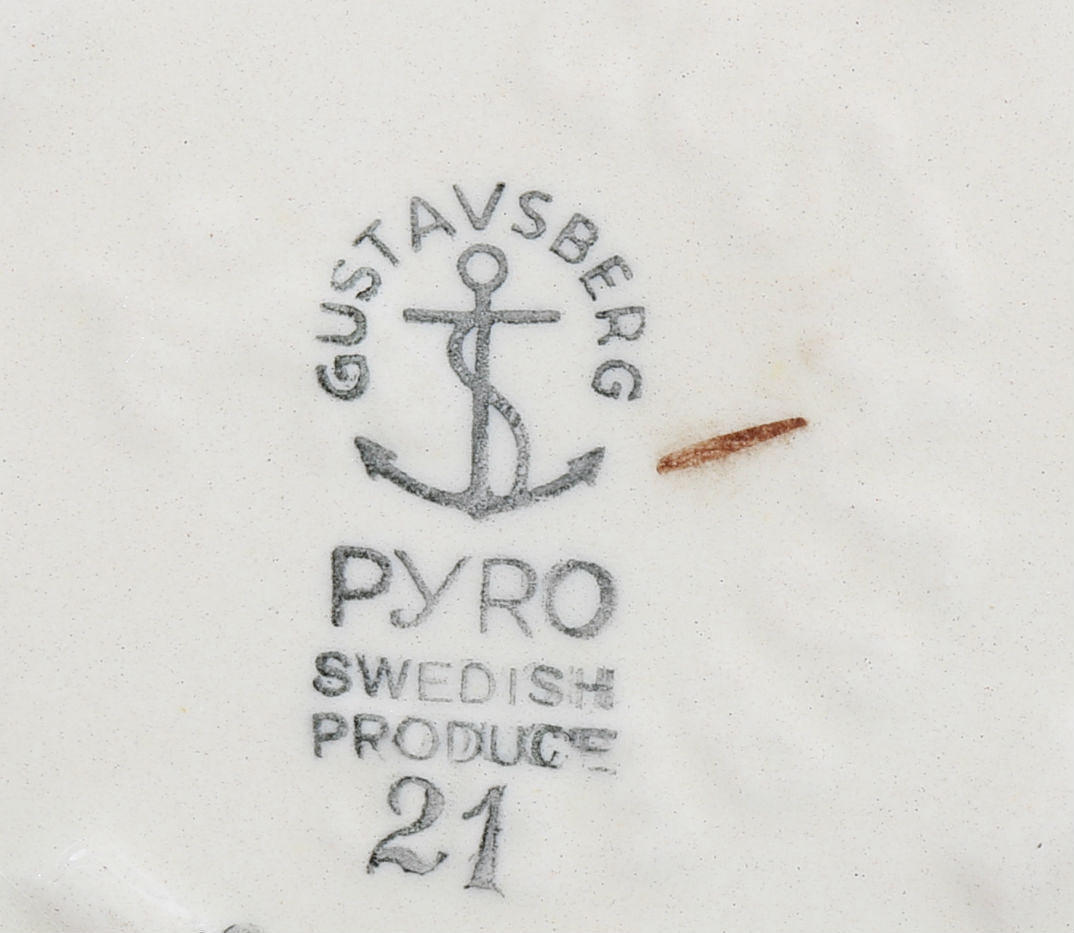 GUSTAVSBERG
PYRO
SWEDISH
PRODUCE
21